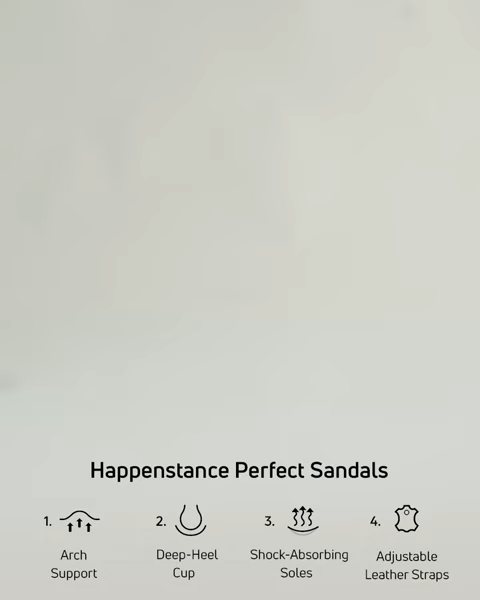 Happenstance Perfect Sandals
1.
Arch
Support
2.
Deep-Heel
Cup
3.
Shock-Absorbing
Soles
4.
Adjustable
Leather Straps